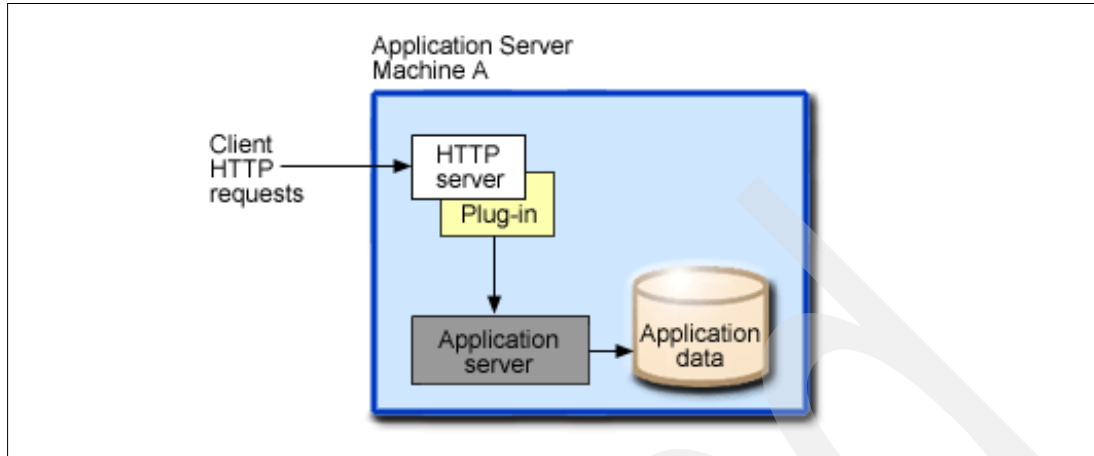 Application Server
Machine A
Client
HTTP
requests
HTTP
server
Plug-in
Application
server
Application
data